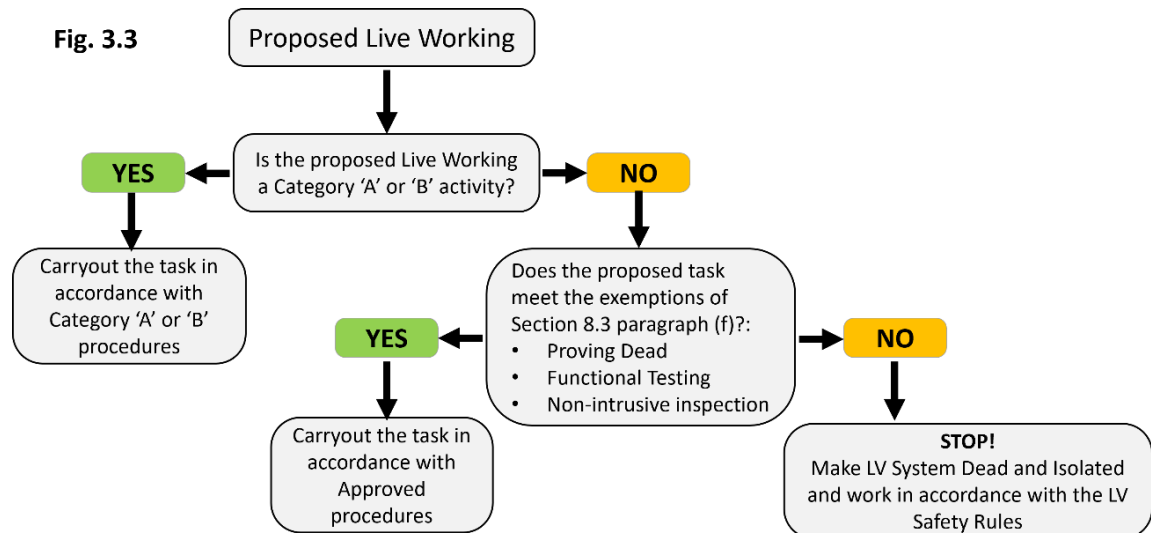 Fig. 3.3
Proposed Live Working
Is the proposed Live Working
a Category ‘A’ or ‘B’ activity?
YES
NO
Carryout the task in
accordance with
Category ‘A’ or ‘B’
procedures
Does the proposed task
meet the exemptions of
Section 8.3 paragraph (f)?:
• Proving Dead
• Functional Testing
• Non-intrusive inspection
YES
NO
Carryout the task in
accordance with
Approved
procedures
STOP!
Make LV System Dead and Isolated
and work in accordance with the LV
Safety Rules